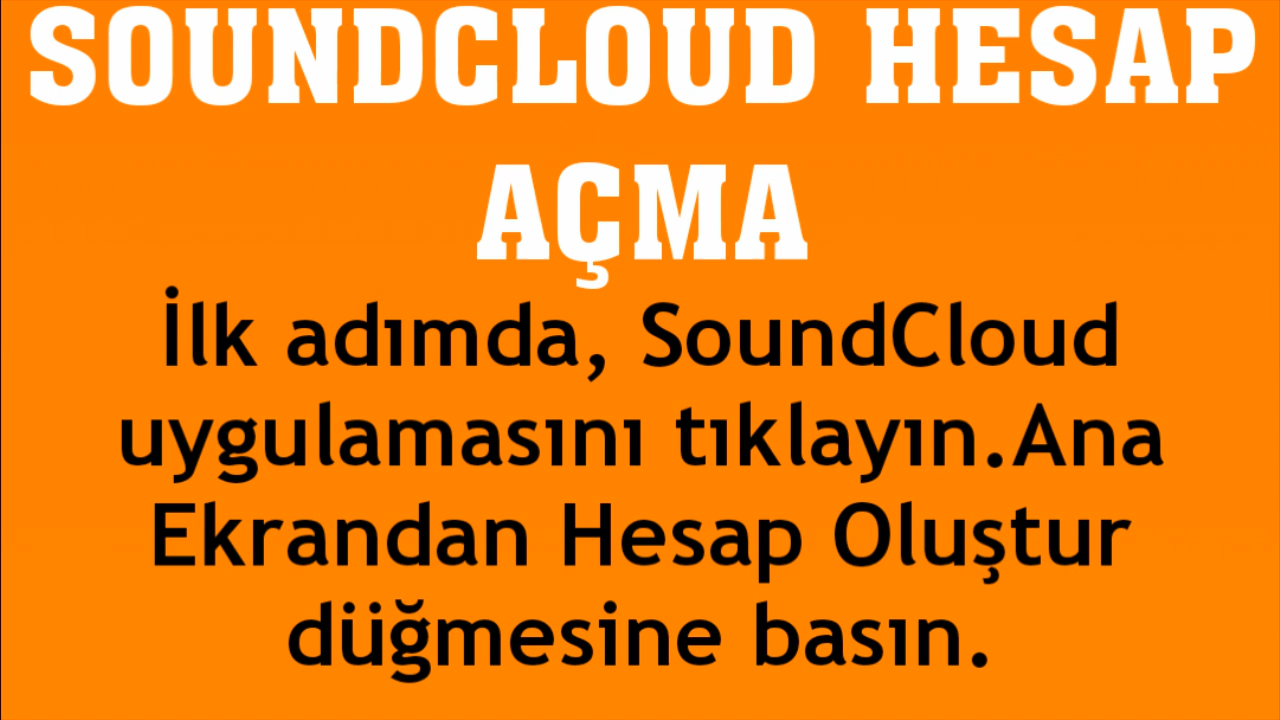 SOUNDCLOUD HESAP
AÇMA
İlk adımda, SoundCloud
uygulamasını tıklayın.Ana
Ekrandan Hesap Oluştur
düğmesine basın.